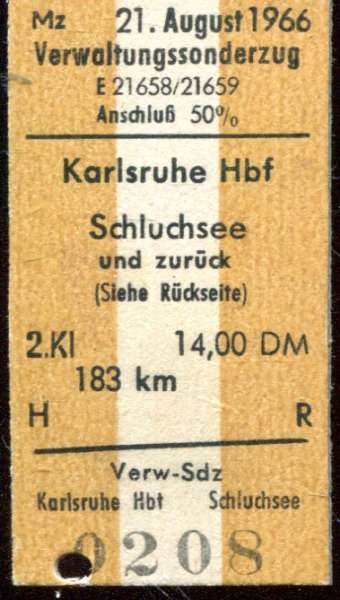 Mz 21. August 1966
Verwaltungssonderzug
E 21658/21659
Anschluß 50%
Karlsruhe Hbf
Schluchsee
und zurück
(Siehe Rückseite)
2.Kl 14,00 DM
183 km
H R
Verw-Sdz
Karlsruhe Hbt Schluchsee
0208